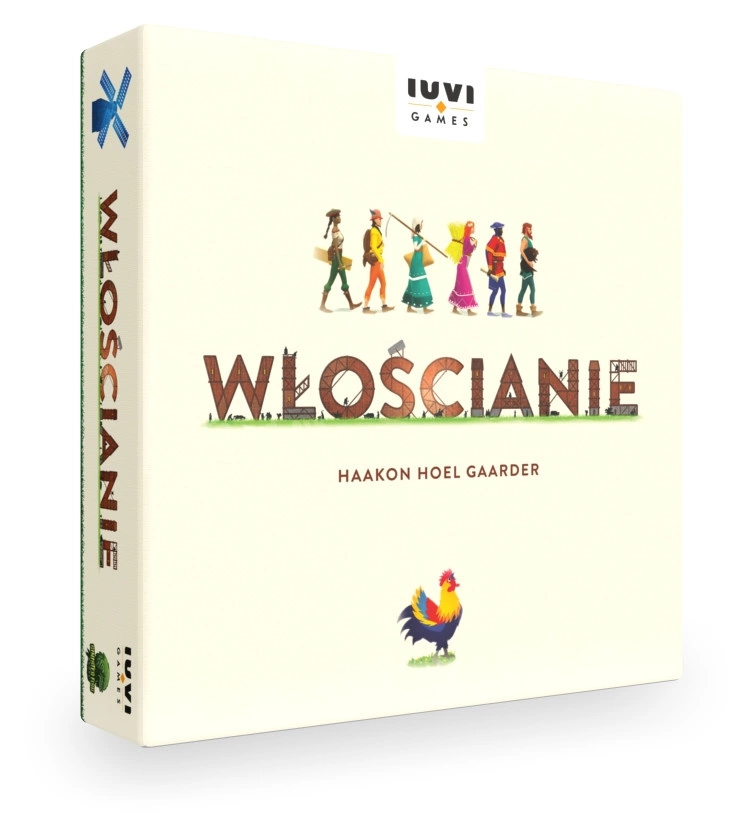 IUVI
GAMES
WŁOŚCIANIE
HAAKON HOEL GAARDER
WŁOŚCIANIE
IUVI
GAMES